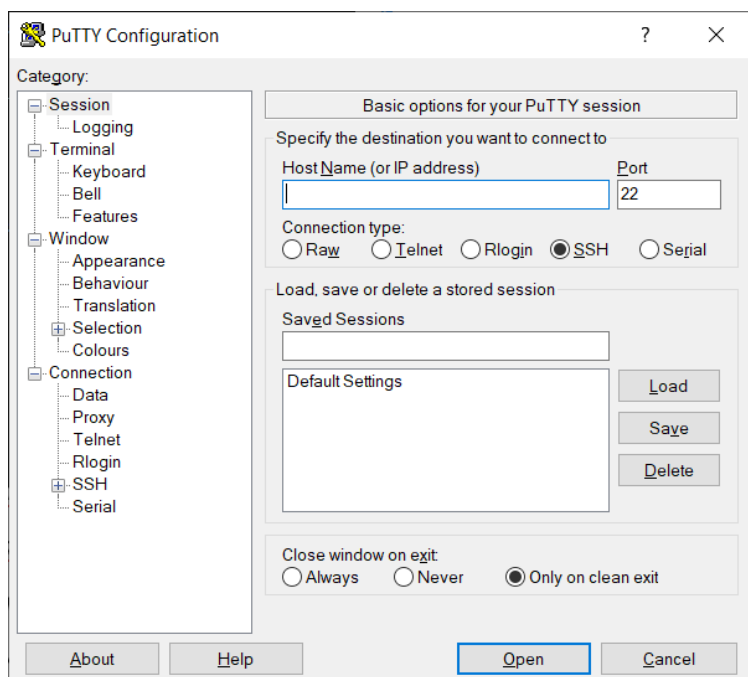 PuTTY Configuration
?
Category:
Session
Logging
Terminal
Keyboard
Bell
Features
Window
Appearance
Behaviour
Translation
Selection
Colours
Connection
Data
Proxy
Telnet
Rlogin
SSH
Serial
Basic options for your PuTTY session
Specify the destination you want to connect to
Host Name (or IP address) Port
22
Connection type:
Raw Telnet Rlogin SSH Serial
Load, save or delete a stored session
Saved Sessions
Default Settings
Load
Save
Delete
Close window on exit:
Always Never Only on clean exit
About Help Open Cancel